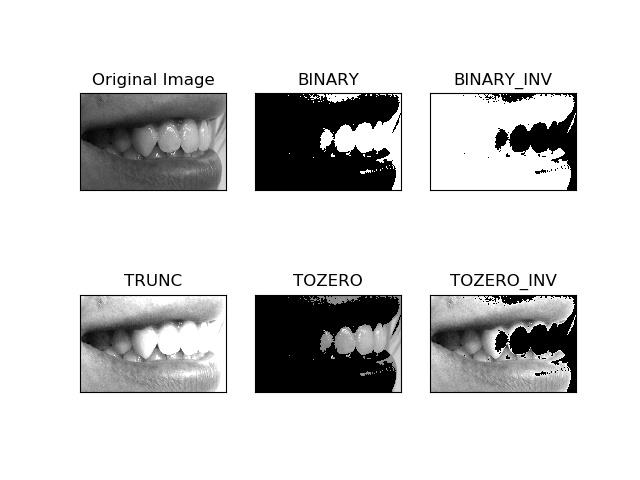 Original Image
BINARY
BINARY_INV
TRUNC
TOZERO
TOZERO_INV